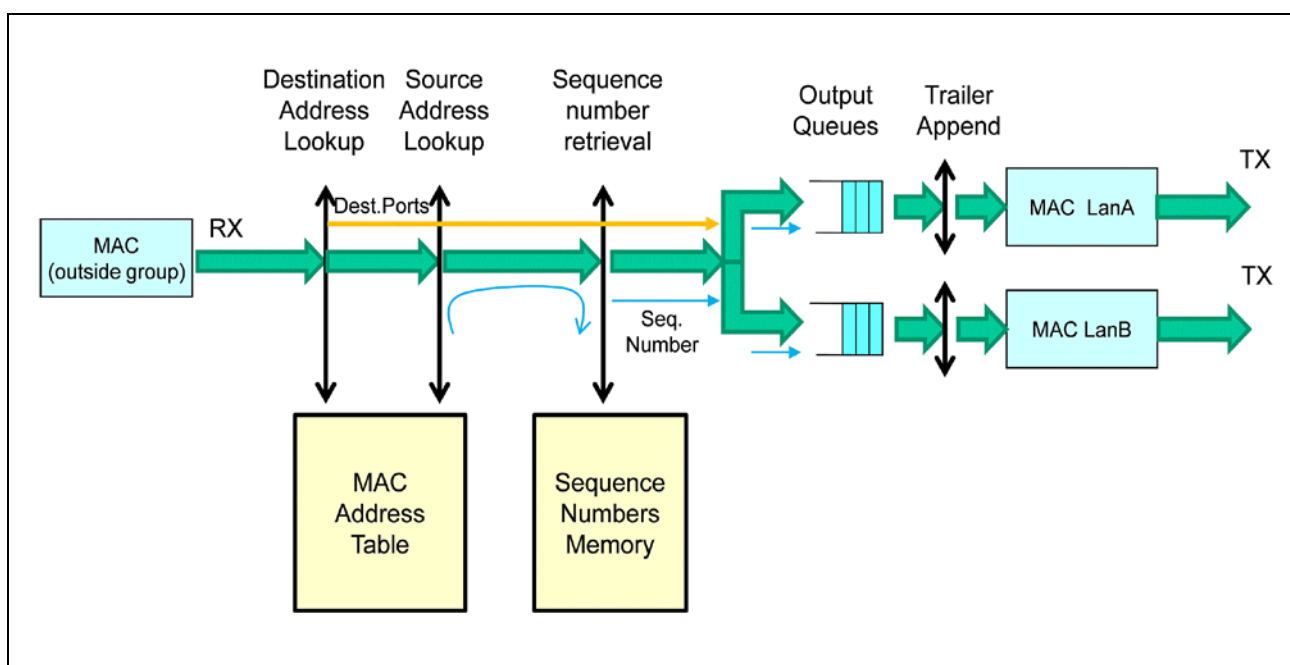 Destination
Address
Lookup
Source
Address
Lookup
Sequence
number
retrieval
Output
Queues
Trailer
Append
TX
Dest.Ports
RX
MAC
(outside group)
MAC LanA
TX
Seq.
Number
MAC LanB
MAC
Address
Table
Sequence
Numbers
Memory